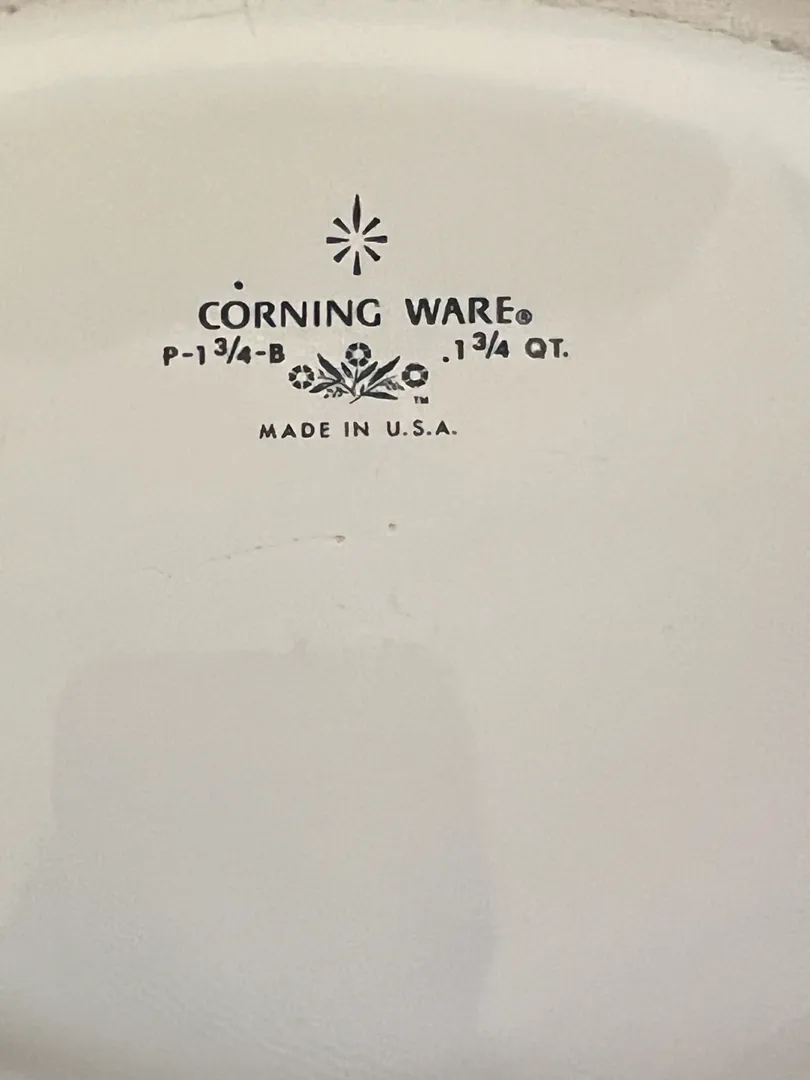 CORNING WARE®
P-1 3/4-B .1 3/4 QT.
TM
MADE IN U.S.A.